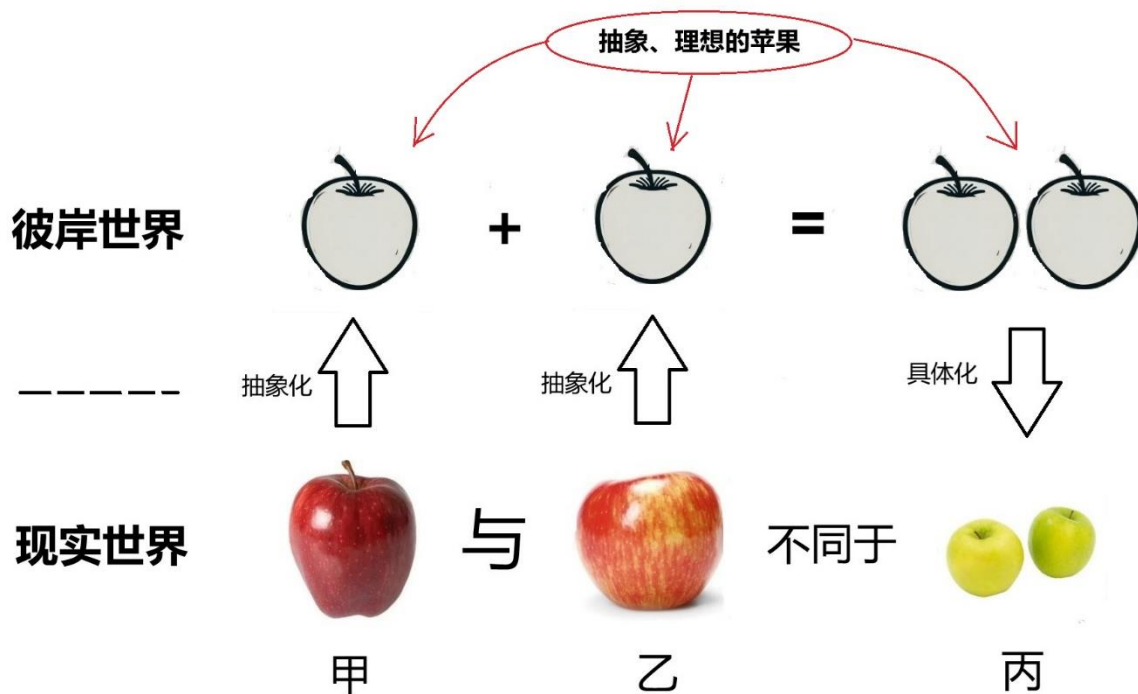 抽象、理想的苹果
彼岸世界 + =
抽象化 抽象化 具体化
现实世界 与 不同于
甲 乙 丙